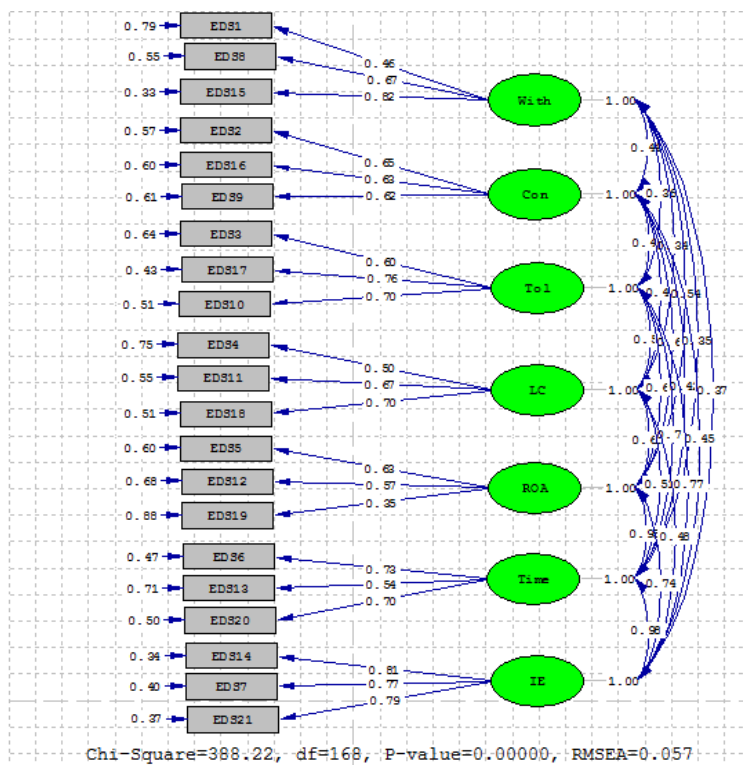 0.79 EDS1
0.46
0.55 EDS8
0.67
0.33 EDS15
0.82
With 1.00
0.57 EDS2
0.65
0.60 EDS16
0.63
0.61 EDS9
0.62
Con 1.00
0.64 EDS3
0.60
0.43 EDS17
0.76
0.51 EDS10
0.70
Tol 1.00
0.75 EDS4
0.50
0.55 EDS11
0.67
0.51 EDS18
0.70
LC 1.00
0.60 EDS5
0.63
0.68 EDS12
0.57
0.88 EDS19
0.35
ROA 1.00
0.47 EDS6
0.73
0.71 EDS13
0.54
0.50 EDS20
0.70
Time 1.00
0.34 EDS14
0.81
0.40 EDS7
0.77
0.37 EDS21
0.79
IE 1.00
0.34
0.54
0.35
0.37
0.45
0.77
0.48
0.74
0.98
Chi-Square=388.22, df=168, P-value=0.00000, RMSEA=0.057